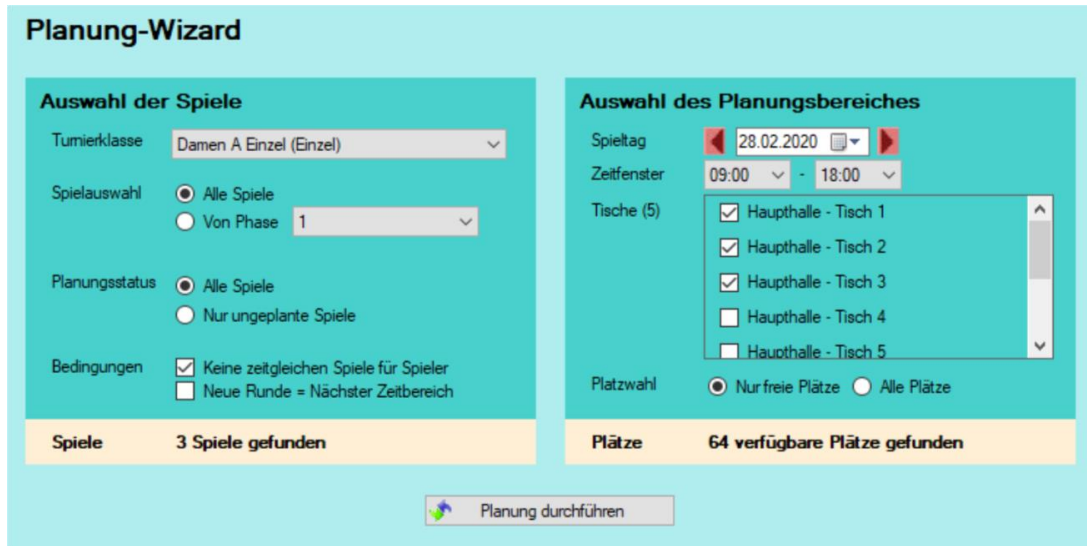 Planung-Wizard
Auswahl der Spiele
Turnierklasse Damen A Einzel (Einzel)
Spielauswahl Alle Spiele
Von Phase 1
Planungsstatus Alle Spiele
Nur ungeplante Spiele
Bedingungen Keine zeitgleichen Spiele für Spieler
Neue Runde = Nächster Zeitbereich
Spiele 3 Spiele gefunden
Auswahl des Planungsbereiches
Spieltag 28.02.2020
Zeitfenster 09:00 - 18:00
Tische (5) Haupthalle - Tisch 1
Haupthalle - Tisch 2
Haupthalle - Tisch 3
Haupthalle - Tisch 4
Haupthalle - Tisch 5
Platzwahl Nur freie Plätze Alle Plätze
Plätze 64 verfügbare Plätze gefunden
Planung durchführen